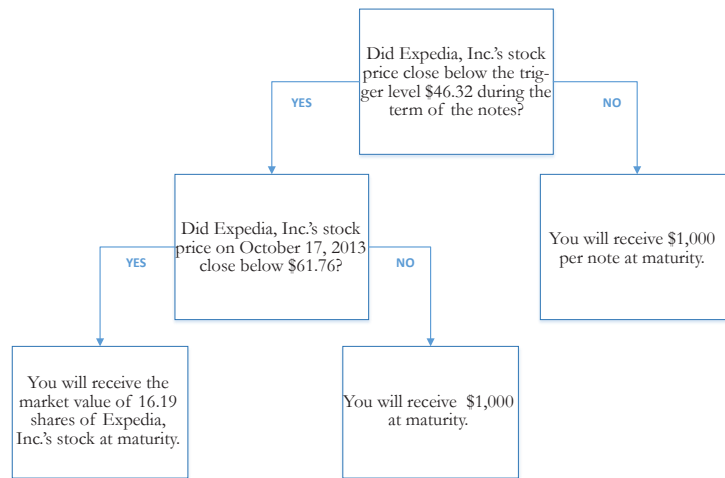 Did Expedia, Inc.'s stock
price close below the trig-
ger level $46.32 during the
term of the notes?
YES
NO
Did Expedia, Inc.'s stock
price on October 17, 2013
close below $61.76?
You will receive $1,000
per note at maturity.
YES
NO
You will receive the
market value of 16.19
shares of Expedia,
Inc.'s stock at maturity.
You will receive $1,000
at maturity.